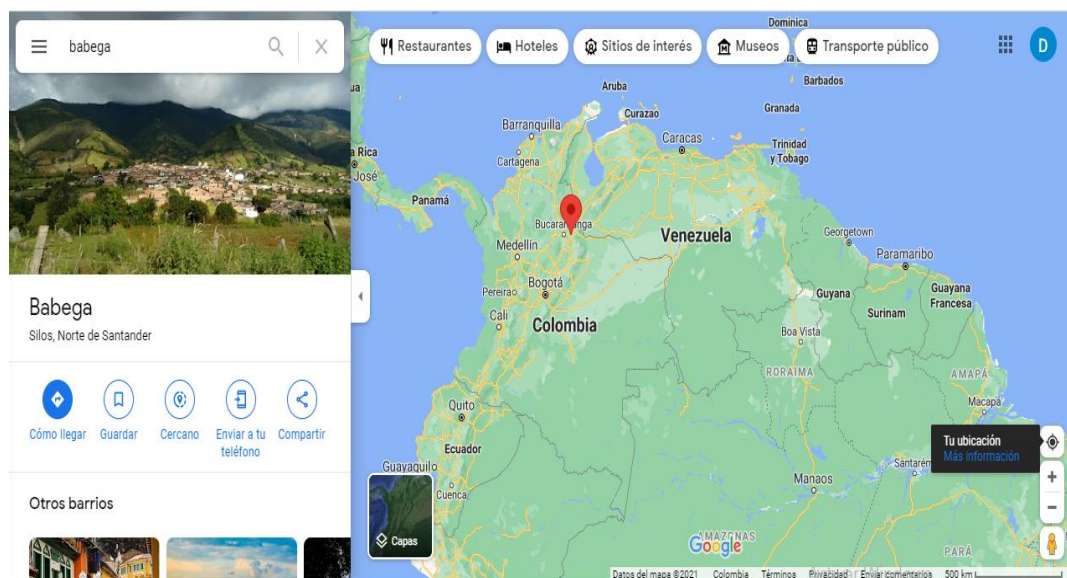 babega
Restaurantes
Hoteles
Sitios de interés
Museos
Transporte público
D
Babega
Silos, Norte de Santander
Cómo llegar
Guardar
Cercano
Enviar a tu
teléfono
Compartir
Otros barrios
Dominica
Barbados
Aruba
Curazao
Granada
Barranquilla
Caracas
Trinidad
y Tobago
Cartagena
a Rica
José
Panamá
Venezuela
Medellín
Georgetown
Paramaribo
Bogotá
Pereira
Guyana
Guayana
Francesa
Surinam
Cali
Colombia
Boa Vista
RORAIMA
AMAPÁ
Quito
Macapá
Ecuador
Tu ubicación
Más información
Guayaquil
Cuenca
Manaos
Santarém
Capas
AMAZONAS
Google
PARÁ
Datos del mapa ©2021
Colombia
Términos
Privacidad
Enviar comentarios
500 km